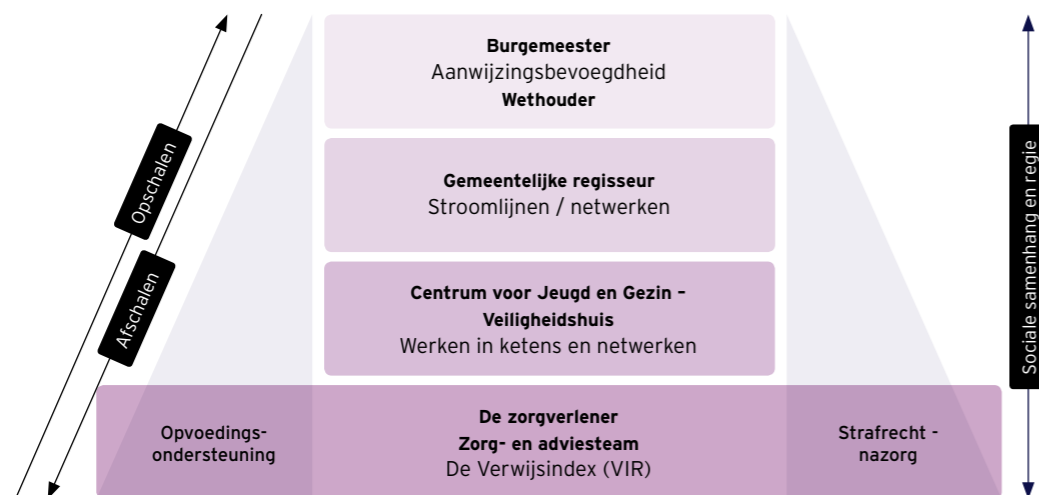 Burgemeester
Aanwijzingsbevoegdheid
Wethouder
Opschalen
Afschalen
Gemeentelijke regisseur
Stroomlijnen / netwerken
Centrum voor Jeugd en Gezin –
Veiligheidshuis
Werken in ketens en netwerken
Sociale samenhang en regie
Opvoedings-
ondersteuning
De zorgverlener
Zorg- en adviesteam
De Verwijsindex (VIR)
Strafrecht -
nazorg